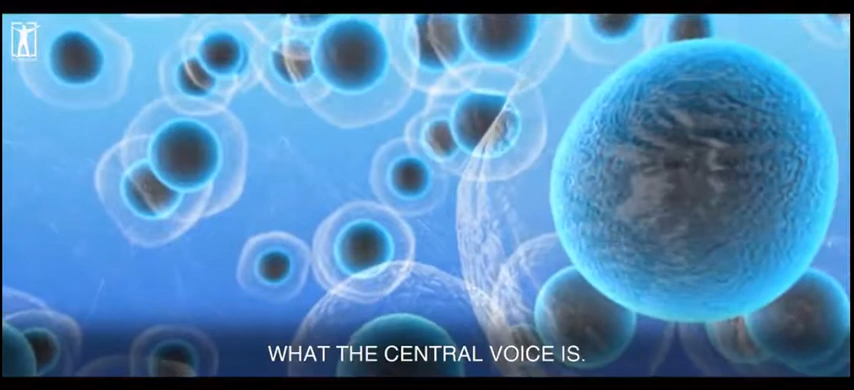 WHAT THE CENTRAL VOICE IS.